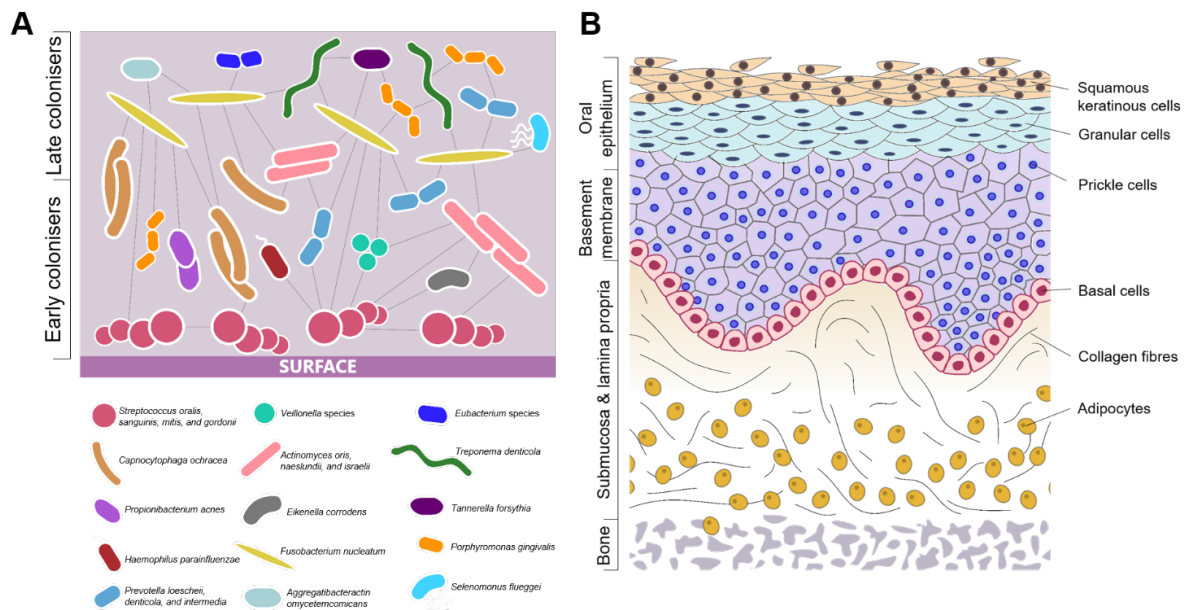 A
Late colonisers
Early colonisers
SURFACE
Streptococcus oralis,
sanguinis, mitis, and gordonii
Veillonella species
Eubacterium species
Capnocytophaga ochracea
Actinomyces oris,
naeslundii, and israelii
Treponema denticola
Propionibacterium acnes
Eikenella corrodens
Tannerella forsythia
Haemophilus parainfluenzae
Fusobacterium nucleatum
Porphyromonas gingivalis
Prevotella loescheii,
denticola, and intermedia
Aggregatibacteractin
omycetemcomicans
Selenomonus flueggei
B
Oral
epithelium
Basement
membrane
Submucosa & lamina propria
Bone
Squamous
keratinous cells
Granular cells
Prickle cells
Basal cells
Collagen fibres
Adipocytes